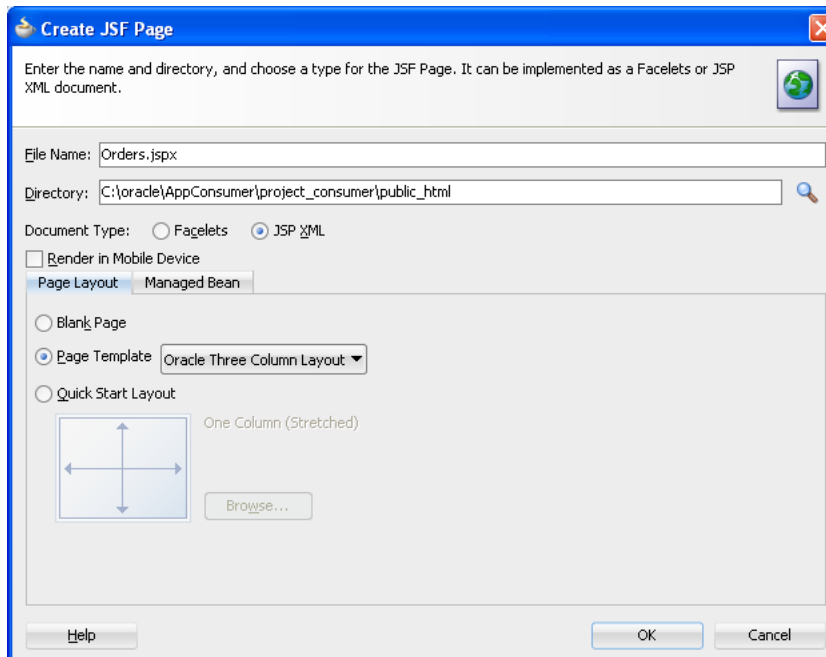 Create JSF Page
Enter the name and directory, and choose a type for the JSF Page. It can be implemented as a Facelets or JSP
XML document.
File Name: Orders.jspx
Directory: C:\oracle\AppConsumer\project_consumer\public_html
Document Type: Facelets JSP XML
Render in Mobile Device
Page Layout Managed Bean
Blank Page
Page Template Oracle Three Column Layout
Quick Start Layout
One Column (Stretched)
Browse...
Help OK Cancel